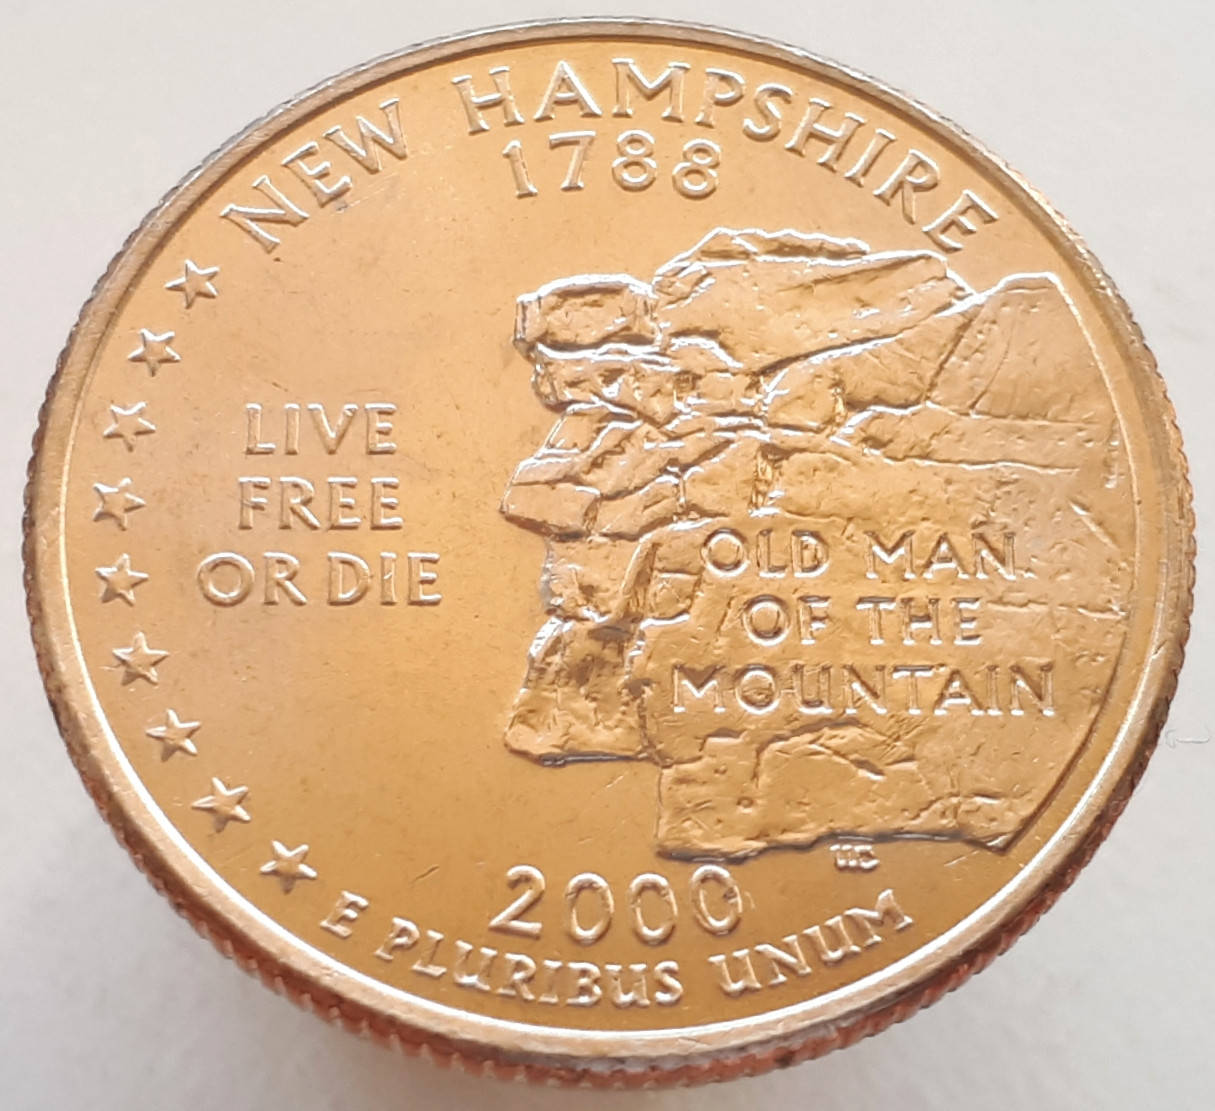 NEW HAMPSHIRE
1788
LIVE
FREE
OR DIE
OLD MAN
OF THE
MOUNTAIN
2000
E PLURIBUS UNUM